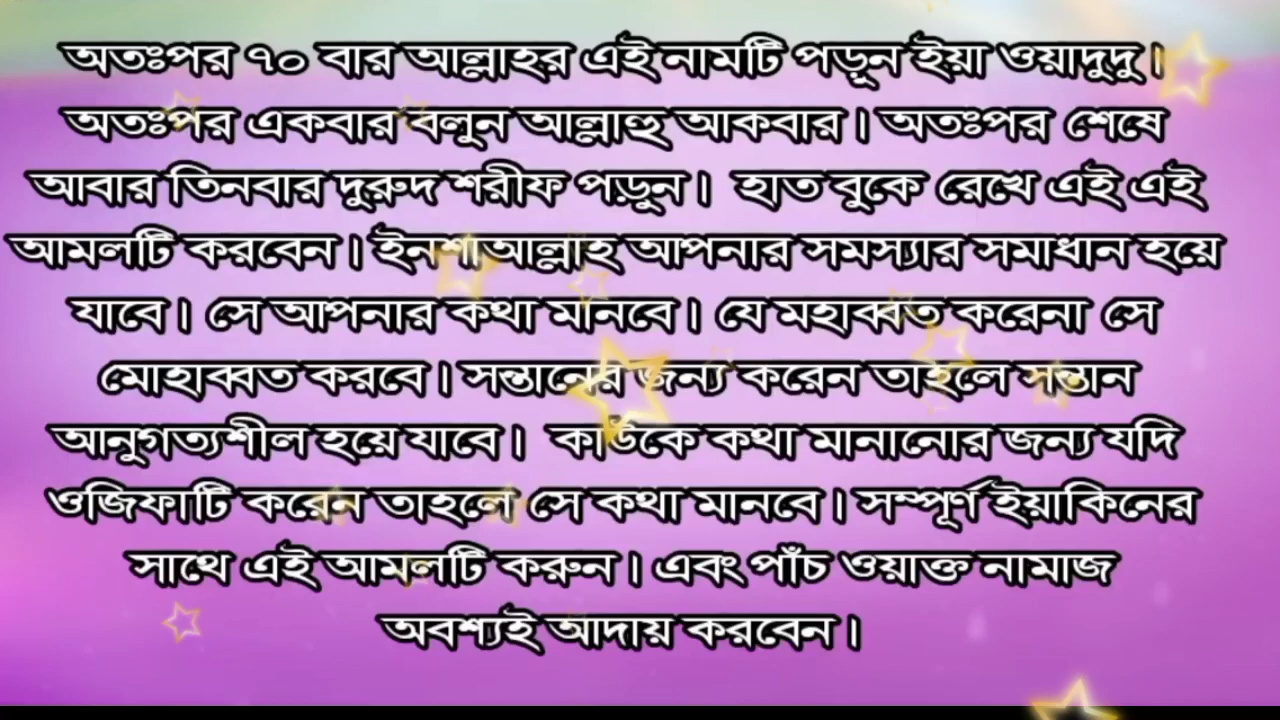 অতঃপর ৭০ বার আল্লাহর এই নামটি পড়ুন ইয়া ওয়াদুদু।
অতঃপর একবার বলুন আল্লাহু আকবার। অতঃপর শেষে
আবার তিনবার দুরুদ শরীফ পড়ুন। হাত বুকে রেখে এই এই
আমলটি করবেন। ইনশাআল্লাহ আপনার সমস্যার সমাধান হয়ে
যাবে। সে আপনার কথা মানবে। যে মহাব্বত করেনা সে
মোহাব্বত করবে। সন্তানের জন্য করেন তাহলে সন্তান
আনুগত্যশীল হয়ে যাবে। কাউকে কথা মানানোর জন্য যদি
ওজিফাটি করেন তাহলে সে কথা মানবে। সম্পূর্ণ ইয়াকিনের
সাথে এই আমলটি করুন। এবং পাঁচ ওয়াক্ত নামাজ
অবশ্যই আদায় করবেন।